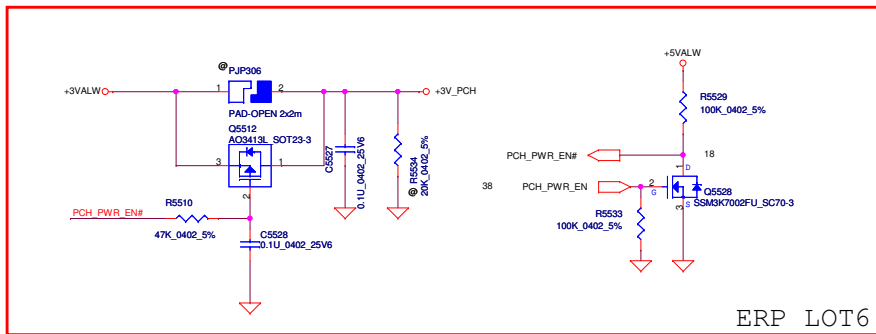 @
PJP306
+3VALW
1
2
+3V_PCH
PAD-OPEN 2x2m
Q5512
AO3413L_SOT23-3
3
1
2
C5527
0.1U_0402_25V6
@ R5534
20K_0402_5%
R5510
PCH_PWR_EN#
47K_0402_5%
C5528
0.1U_0402_25V6
+5VALW
R5529
100K_0402_5%
PCH_PWR_EN#
18
1
D
38
PCH_PWR_EN
2
G
Q5528
S
3
SSM3K7002FU_SC70-3
R5533
100K_0402_5%
ERP LOT6